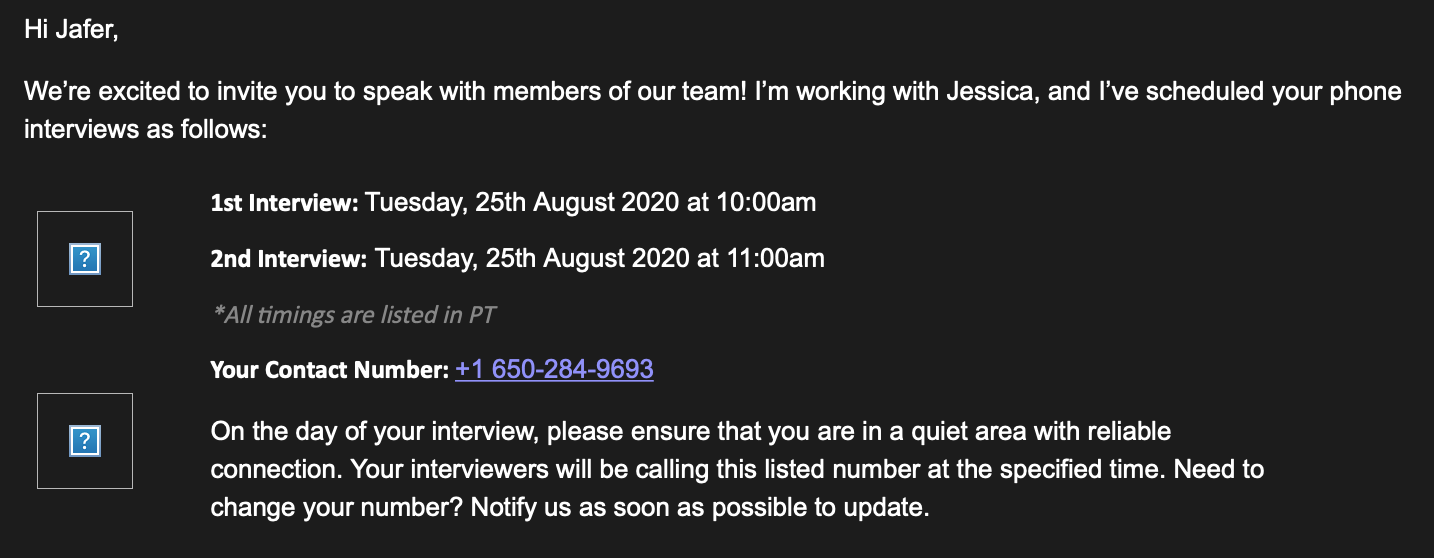 Hi Jafer,
We’re excited to invite you to speak with members of our team! I’m working with Jessica, and I’ve scheduled your phone
interviews as follows:
1st Interview: Tuesday, 25th August 2020 at 10:00am
2nd Interview: Tuesday, 25th August 2020 at 11:00am
*All timings are listed in PT
Your Contact Number: +1 650-284-9693
On the day of your interview, please ensure that you are in a quiet area with reliable
connection. Your interviewers will be calling this listed number at the specified time. Need to
change your number? Notify us as soon as possible to update.